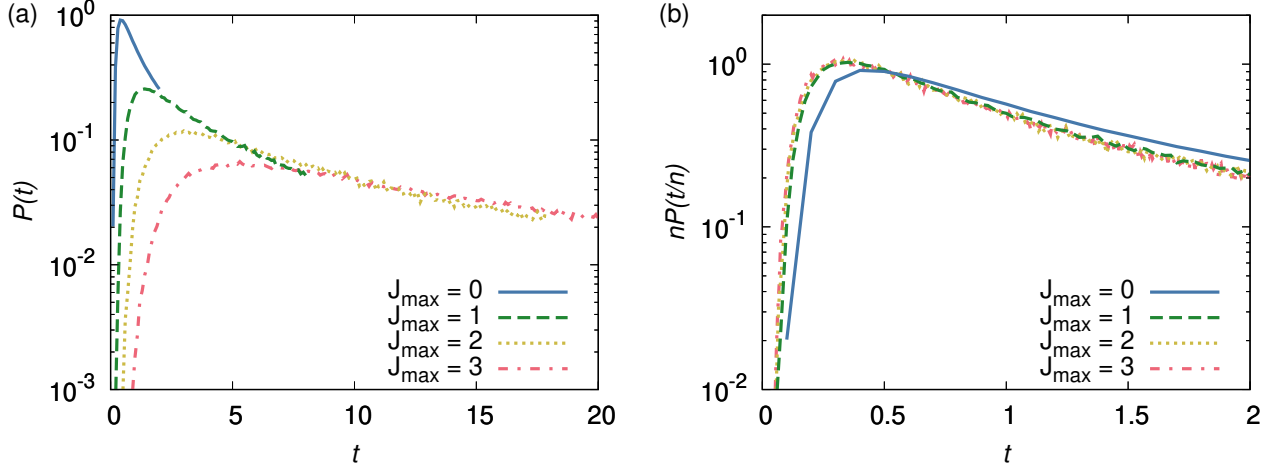 (a)
10^0
10^-1
10^-2
10^-3
P(t)
J_max = 0
J_max = 1
J_max = 2
J_max = 3
0 5 10 15 20
t
(b)
10^0
10^-1
10^-2
nP(t/n)
J_max = 0
J_max = 1
J_max = 2
J_max = 3
0 0.5 1 1.5 2
t